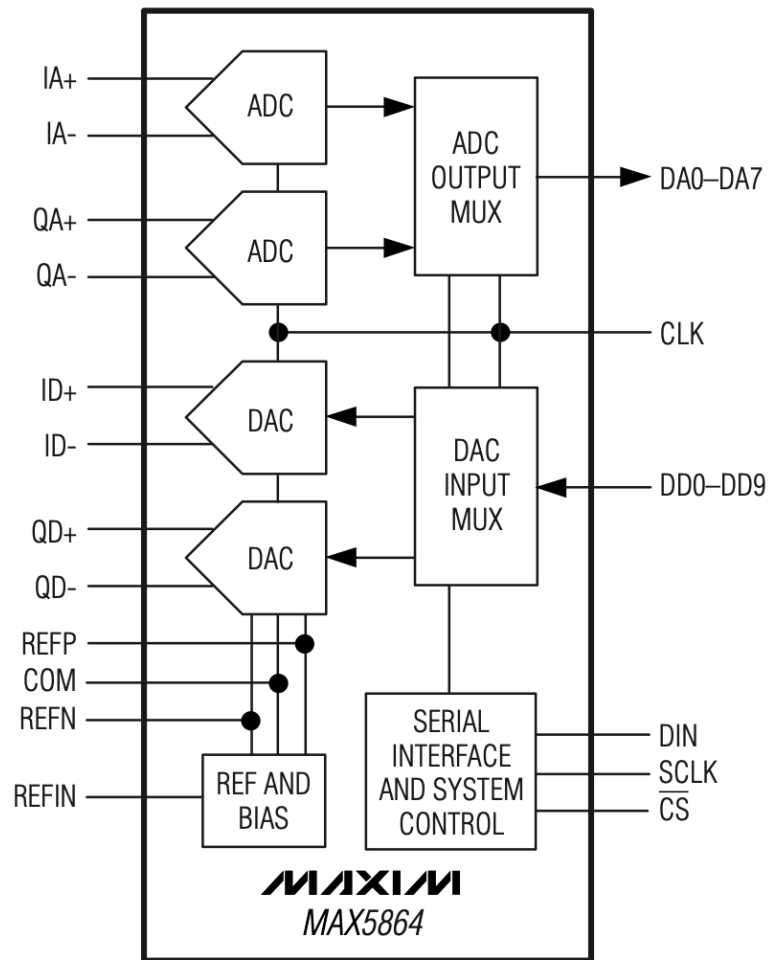 IA+
IA-
ADC
ADC
OUTPUT
MUX
DA0–DA7
QA+
QA-
ADC
CLK
ID+
ID-
DAC
DAC
INPUT
MUX
DD0–DD9
QD+
QD-
DAC
REFP
COM
REFN
REFIN
REF AND
BIAS
SERIAL
INTERFACE
AND SYSTEM
CONTROL
DIN
SCLK
C̅S̅
MAXIM
MAX5864